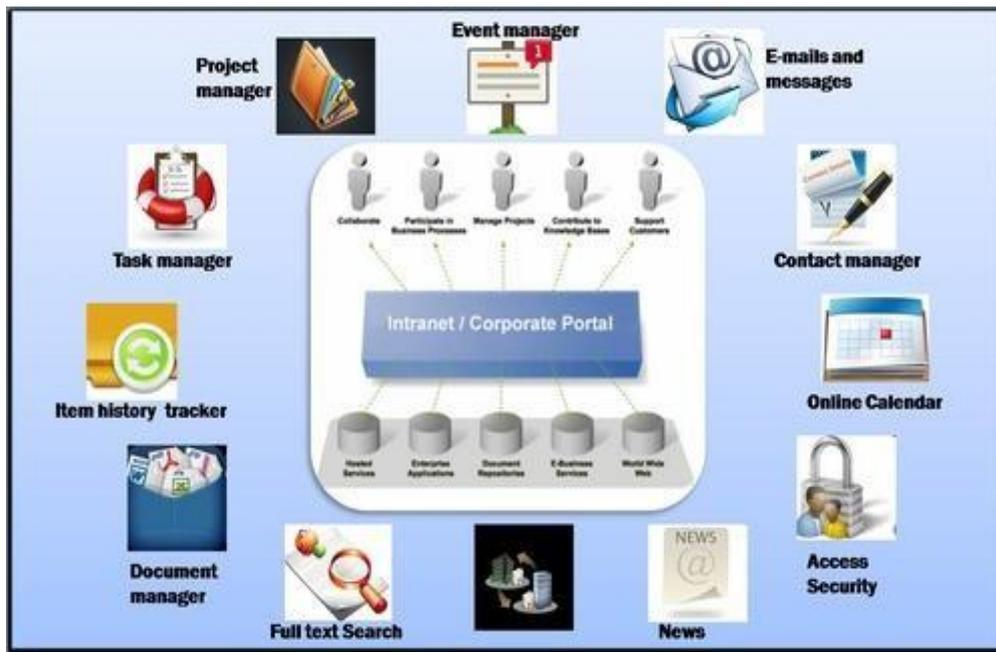 Event manager
1
Project
manager
@
E-mails and
messages
Task manager
Contact manager
Collaborate
Participate in
Business Processes
Manage Projects
Contribute to
Knowledge Bases
Support
Customers
Intranet / Corporate Portal
Item history tracker
Online Calendar
Hosted
Services
Enterprise
Applications
Document
Repositories
E-Business
Services
World Wide
Web
Document
manager
NEWS
@
Access
Security
Full text Search
News